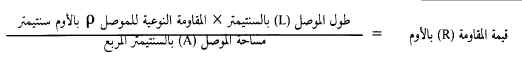 قيمة المقاومة (R) بالأوم = طول الموصل (L) بالسنتيمتر × المقاومة النوعية للموصل ρ بالأوم سنتيمتر
مساحة الموصل (A) بالسنتيمتر المربع